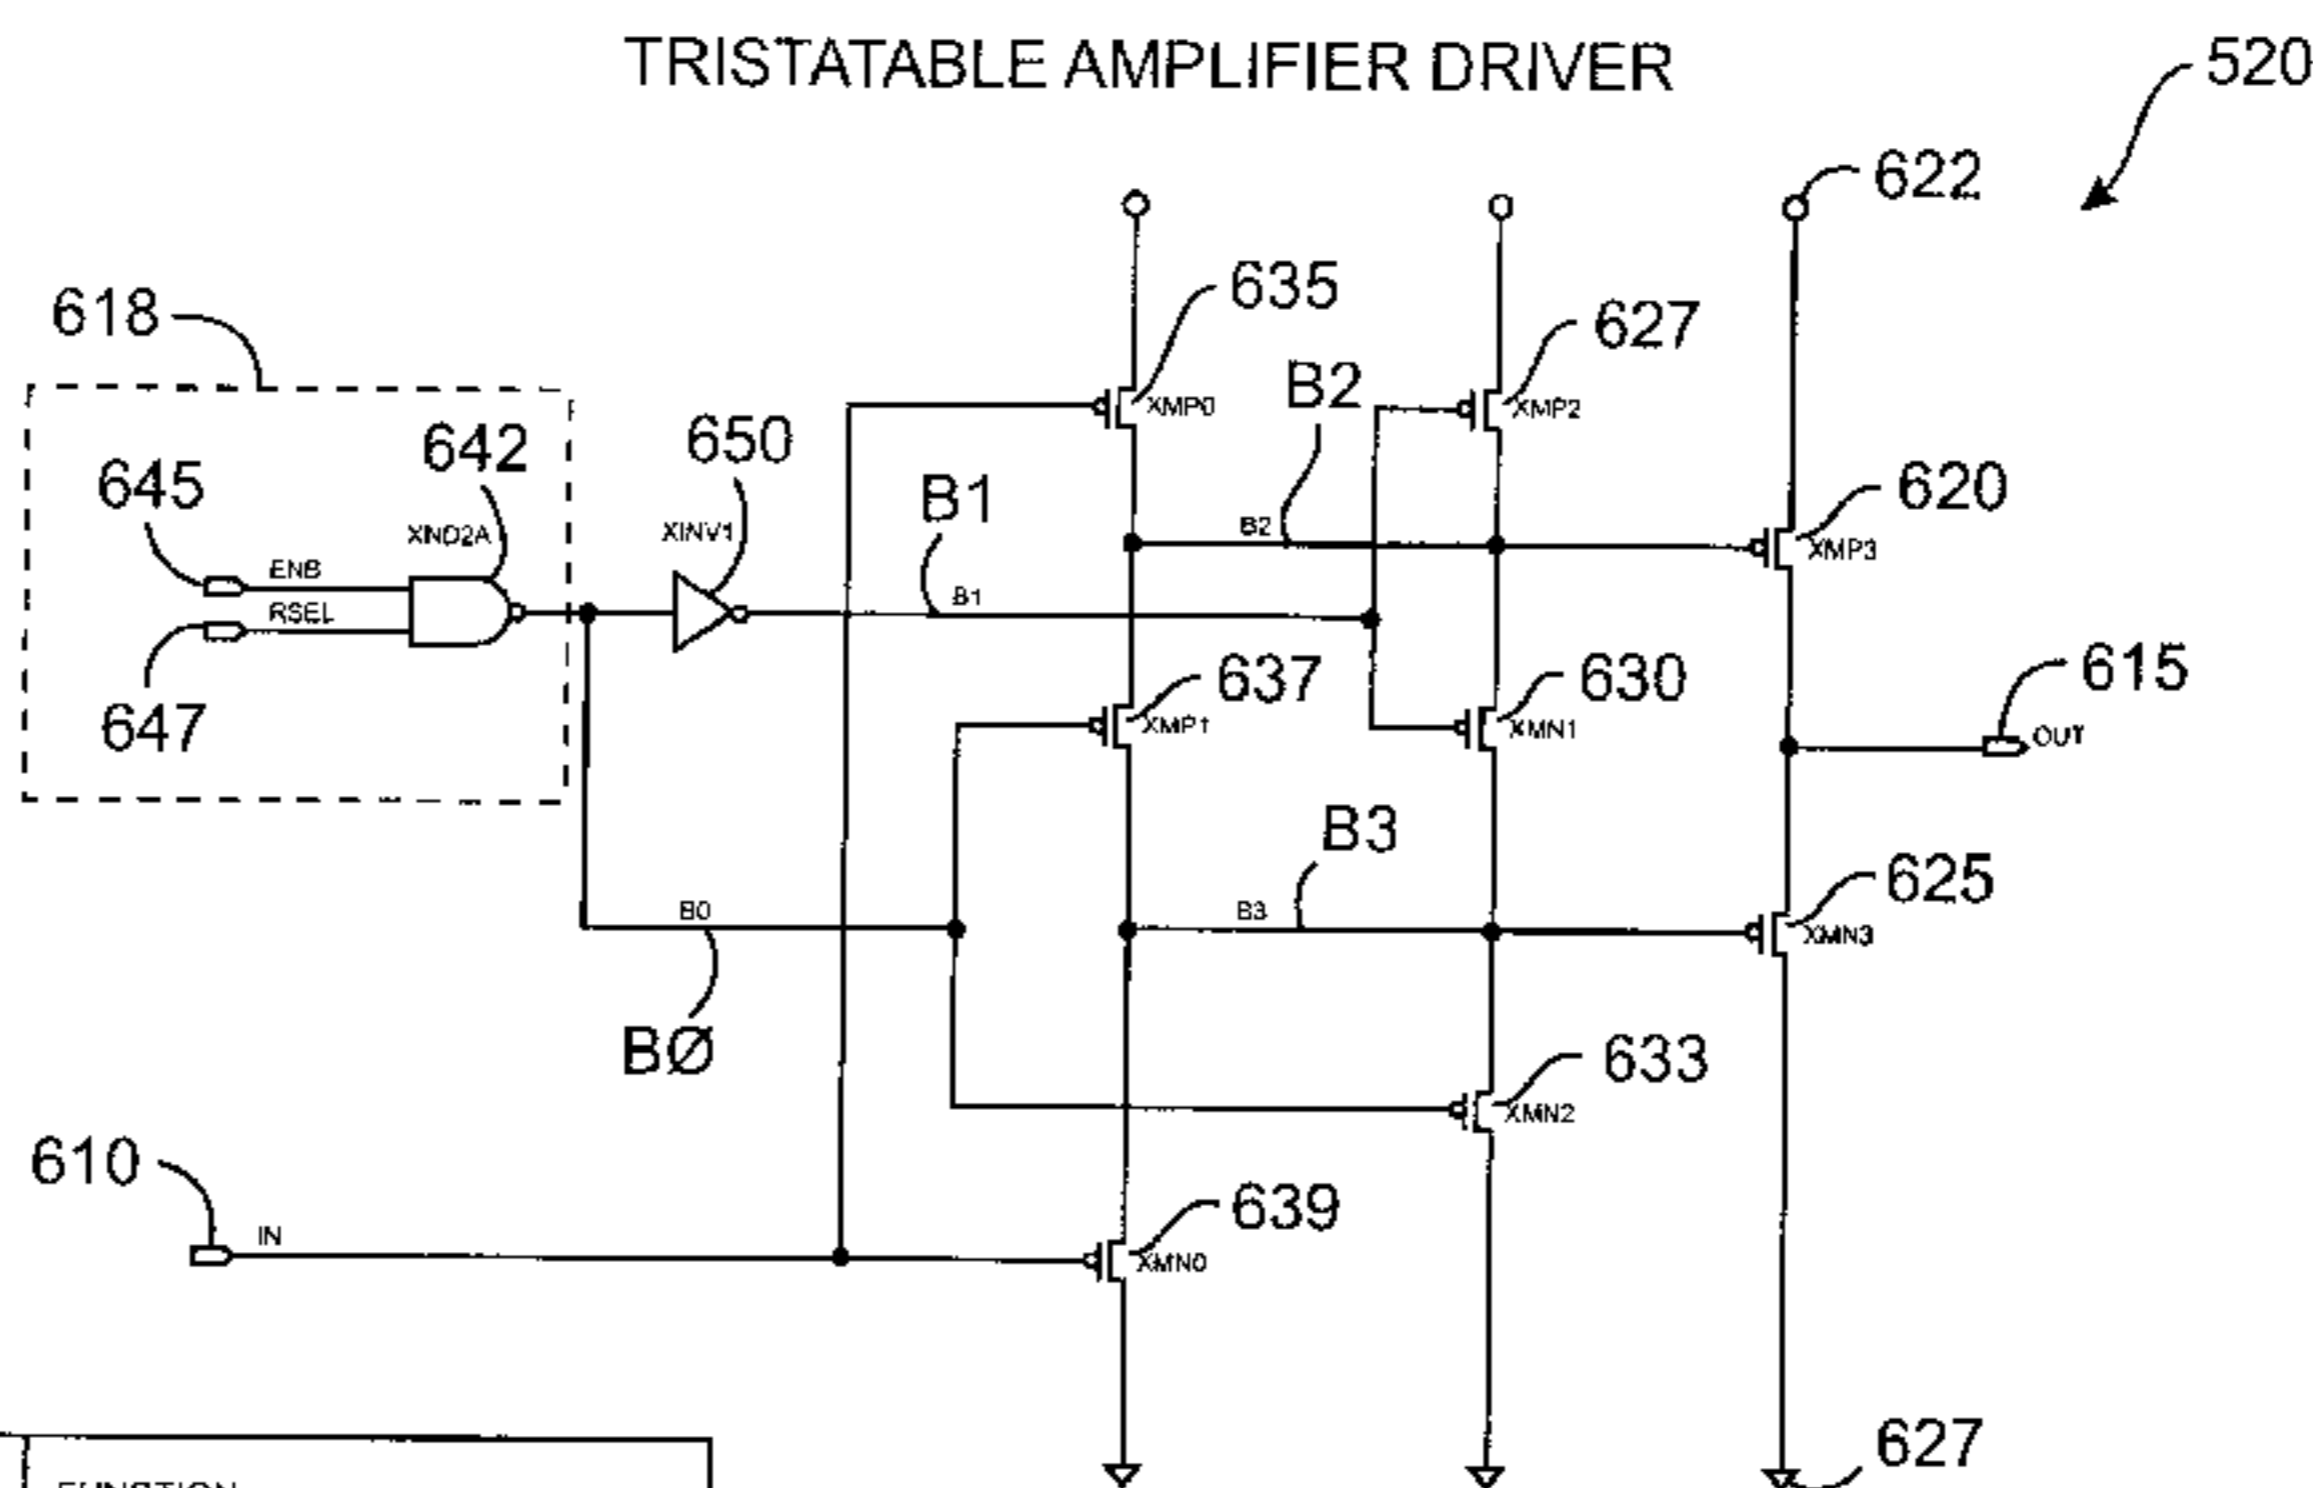 TRISTATABLE AMPLIFIER DRIVER
520
622
635
627
618
B2
XMP0
XMP2
650
642
B1
645
620
XND2A
XINV1
B2
XMP3
ENB
B1
RSEL
637
630
615
647
XMP1
XMN1
OUT
B3
625
B0
B3
XMN3
BØ
633
XMN2
610
639
IN
XMN0
627
FUNCTION